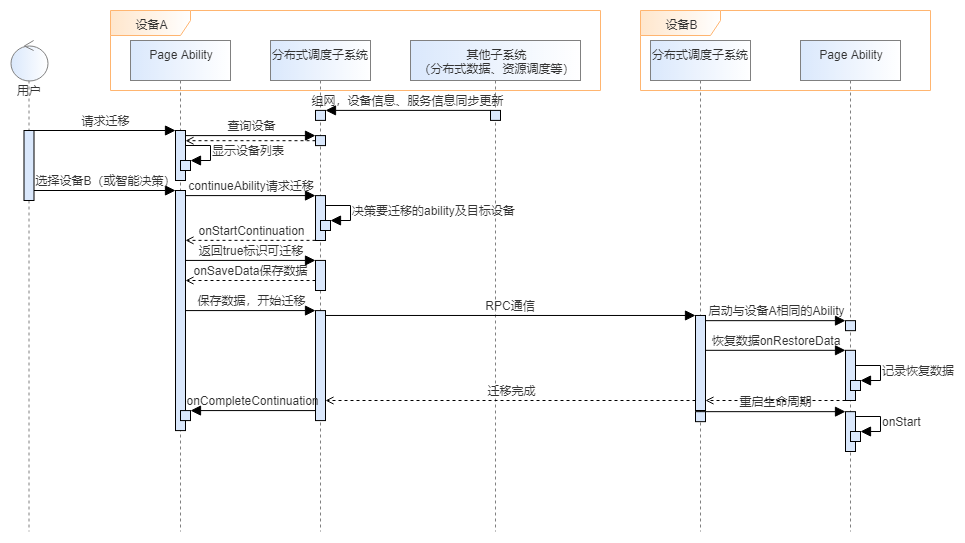 设备A
设备B
Page Ability
分布式调度子系统
其他子系统
（分布式数据、资源调度等）
分布式调度子系统
Page Ability
用户
组网，设备信息、服务信息同步更新
请求迁移
查询设备
显示设备列表
选择设备B（或智能决策）
continueAbility请求迁移
决策要迁移的ability及目标设备
onStartContinuation
返回true标识可迁移
onSaveData保存数据
保存数据，开始迁移
RPC通信
启动与设备A相同的Ability
恢复数据onRestoreData
记录恢复数据
迁移完成
onCompleteContinuation
重启生命周期
onStart